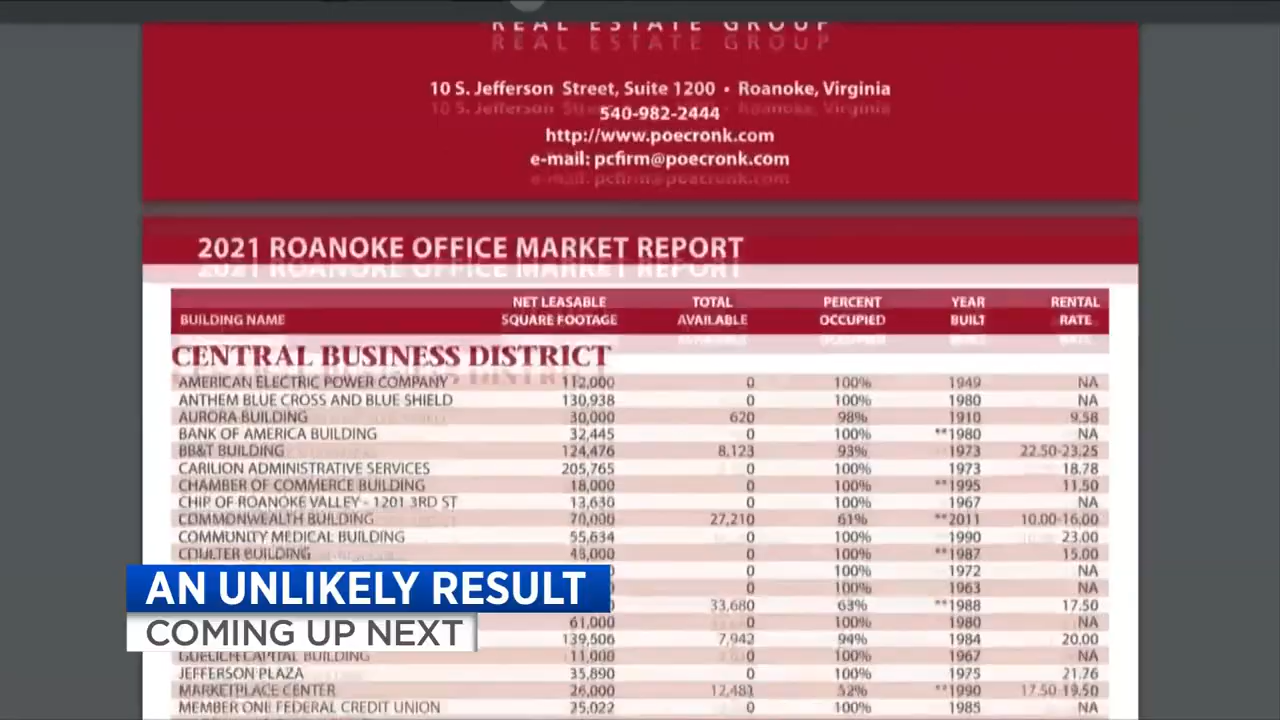 REAL ESTATE GROUP
10 S. Jefferson Street, Suite 1200 • Roanoke, Virginia
540-982-2444
http://www.poecronk.com
e-mail: pcfirm@poecronk.com
2021 ROANOKE OFFICE MARKET REPORT
NET LEASABLE TOTAL PERCENT YEAR RENTAL
BUILDING NAME SQUARE FOOTAGE AVAILABLE OCCUPIED BUILT RATE
CENTRAL BUSINESS DISTRICT
AMERICAN ELECTRIC POWER COMPANY 112,000 0 100% 1949 NA
ANTHEM BLUE CROSS AND BLUE SHIELD 130,938 0 100% 1980 NA
AURORA BUILDING 30,000 620 98% 1910 9.58
BANK OF AMERICA BUILDING 32,445 0 100% **1980 NA
BB&T BUILDING 124,476 8,123 93% 1973 22.50-23.25
CARILION ADMINISTRATIVE SERVICES 205,765 0 100% 1973 18.78
CHAMBER OF COMMERCE BUILDING 18,000 0 100% **1995 11.50
CHIP OF ROANOKE VALLEY - 1201 3RD ST 13,630 0 100% 1967 NA
COMMONWEALTH BUILDING 70,000 27,210 61% **2011 10.00-16.00
COMMUNITY MEDICAL BUILDING 55,634 0 100% 1990 23.00
COULTER BUILDING 0 100% **1987 15.00
0 100% 1972 NA
0 100% 1963 NA
33,680 63% **1988 17.50
61,000 0 100% 1980 NA
139,506 7,942 94% 1984 20.00
BUILDING 11,000 0 100% 1967 NA
JEFFERSON PLAZA 35,890 0 100% 1975 21.76
MARKETPLACE CENTER 26,000 12,481 52% **1990 17.50-19.50
MEMBER ONE FEDERAL CREDIT UNION 25,022 0 100% 1985 NA
AN UNLIKELY RESULT
COMING UP NEXT